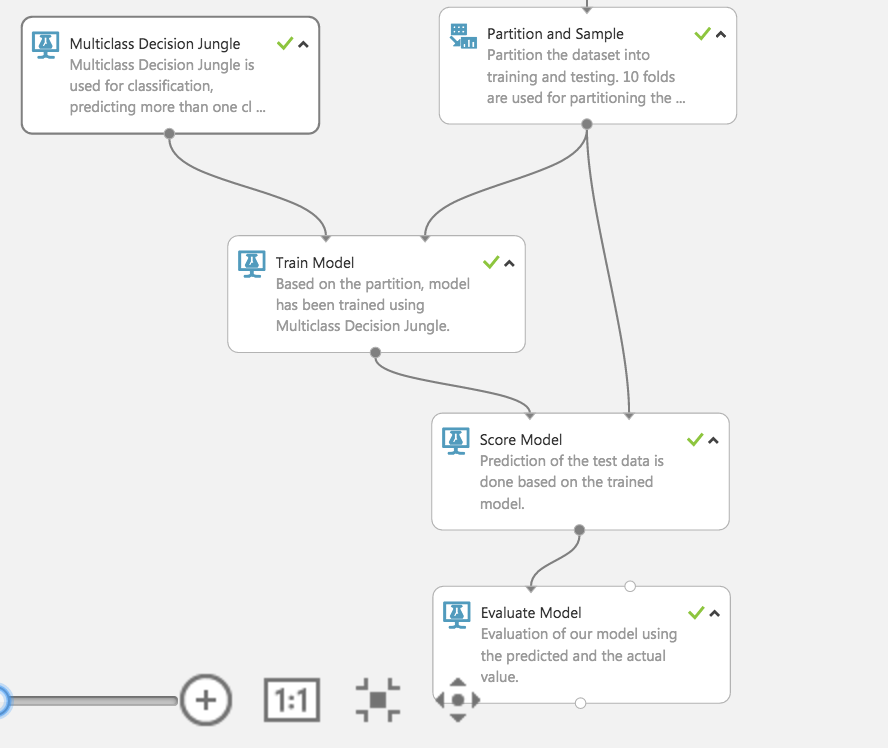 Multiclass Decision Jungle
Multiclass Decision Jungle is
used for classification,
predicting more than one cl ...
Partition and Sample
Partition the dataset into
training and testing. 10 folds
are used for partitioning the ...
Train Model
Based on the partition, model
has been trained using
Multiclass Decision Jungle.
Score Model
Prediction of the test data is
done based on the trained
model.
Evaluate Model
Evaluation of our model using
the predicted and the actual
value.
1:1